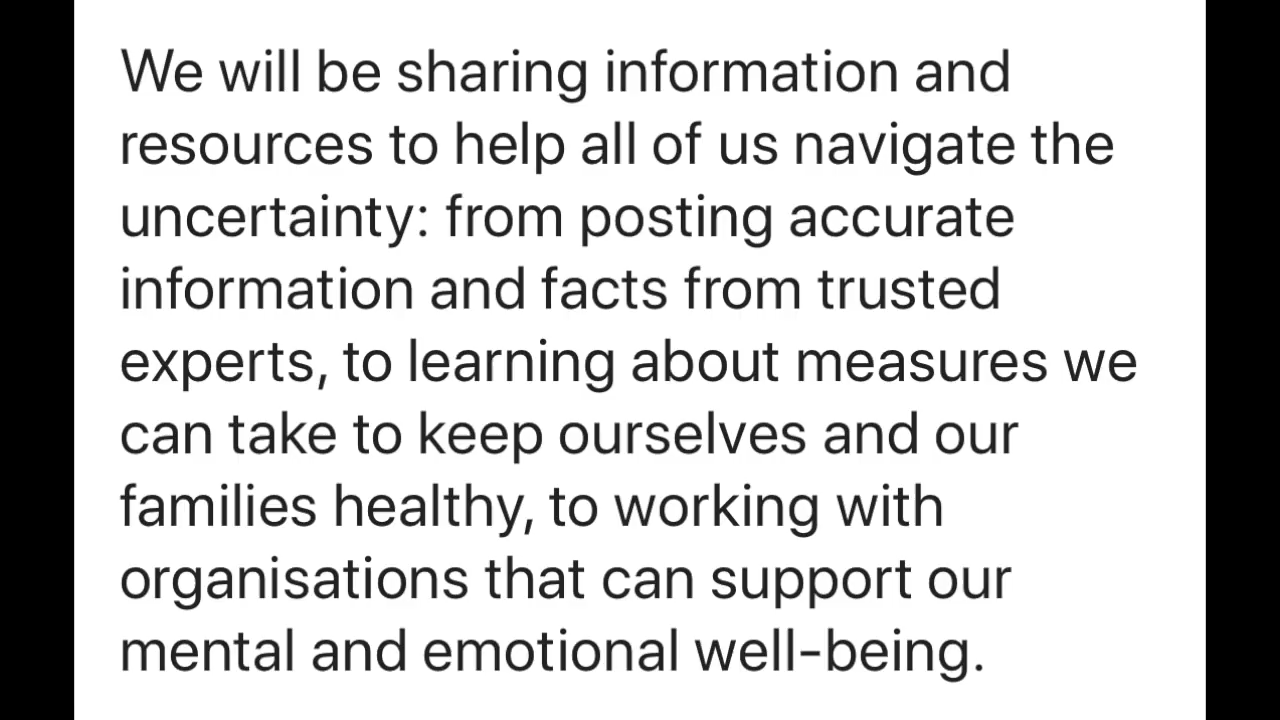 We will be sharing information and
resources to help all of us navigate the
uncertainty: from posting accurate
information and facts from trusted
experts, to learning about measures we
can take to keep ourselves and our
families healthy, to working with
organisations that can support our
mental and emotional well-being.